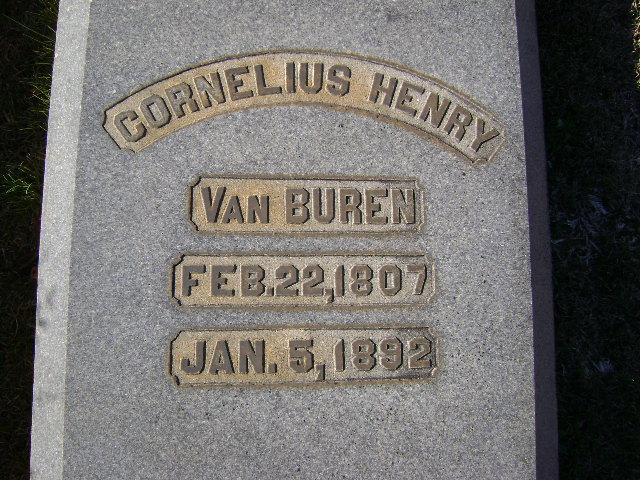 CORNELIUS HENRY
VAN BUREN
FEB. 22, 1807
JAN. 5, 1892